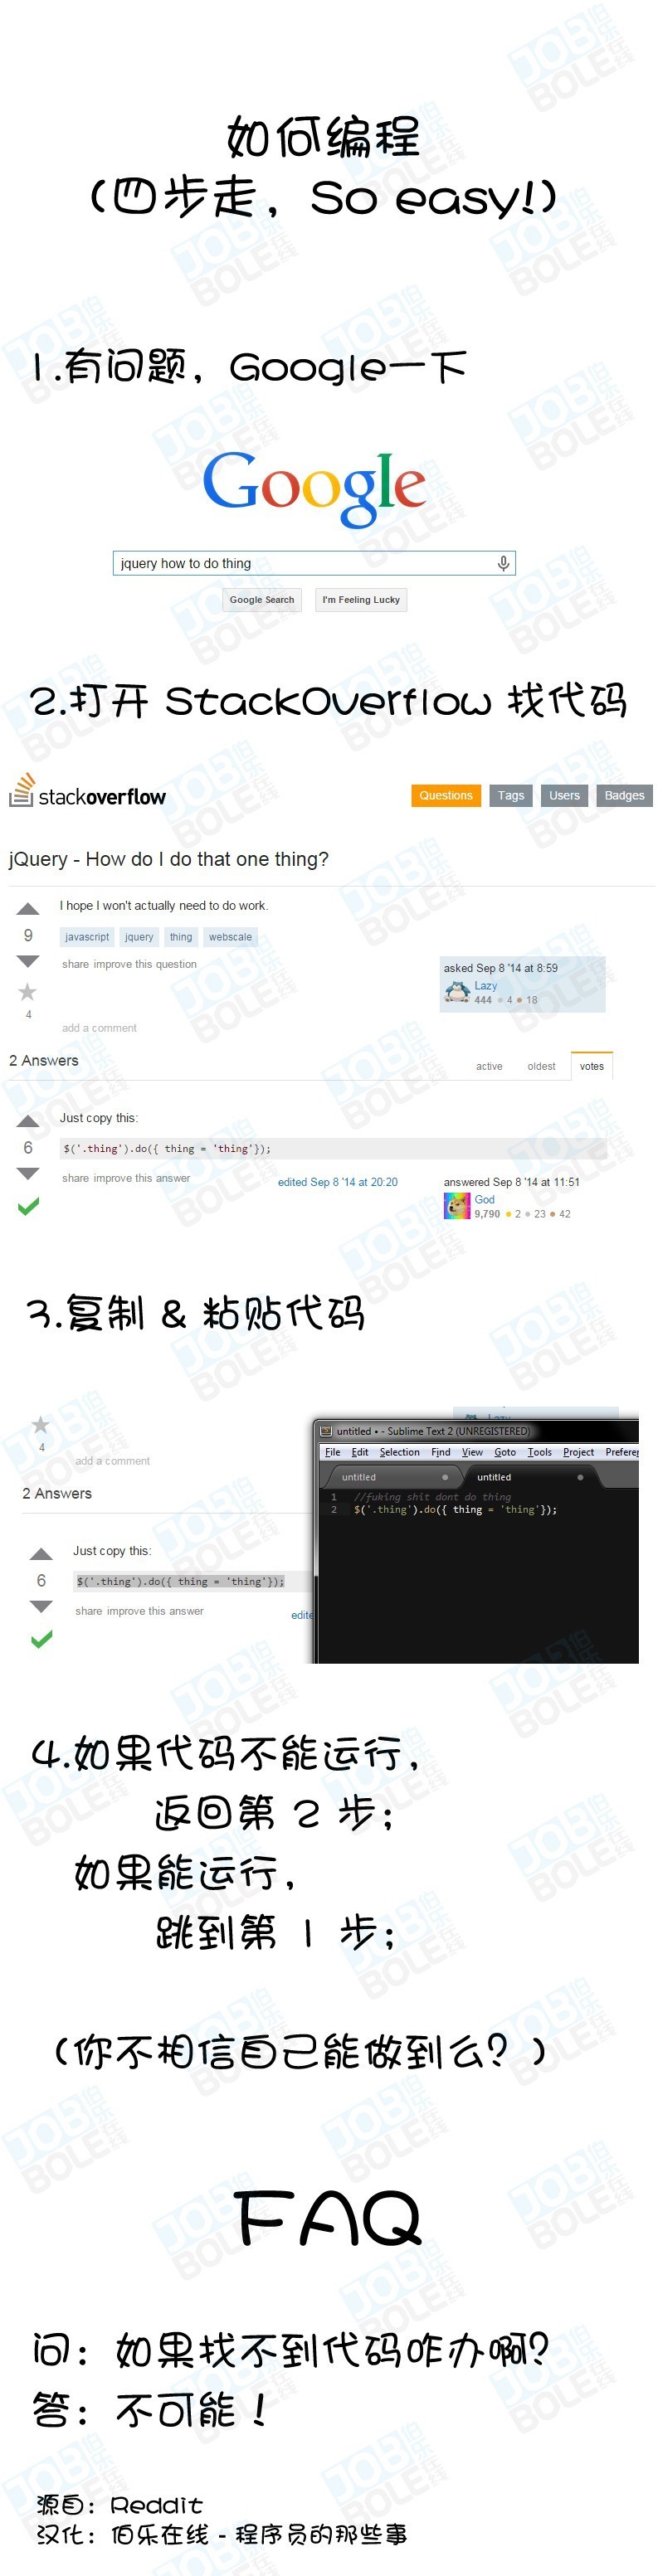 如何编程
(四步走，So easy!)
1.有问题，Google一下
Google
jquery how to do thing
Google Search I'm Feeling Lucky
2.打开 StackOverflow 找代码
stackoverflow Questions Tags Users Badges
jQuery - How do I do that one thing?
I hope I won't actually need to do work.
9
javascript jquery thing webscale
share improve this question
asked Sep 8 '14 at 8:59
Lazy
444 4 18
4
add a comment
2 Answers active oldest votes
Just copy this:
6
$('.thing').do({ thing = 'thing'});
share improve this answer edited Sep 8 '14 at 20:20 answered Sep 8 '14 at 11:51
God
9,790 2 23 42
3.复制 & 粘贴代码
4
add a comment
2 Answers
Just copy this:
6
$('.thing').do({ thing = 'thing'});
share improve this answer edite
Lazy
untitled • - Sublime Text 2 (UNREGISTERED)
File Edit Selection Find View Goto Tools Project Preferer
untitled untitled
1 //fuking shit dont do thing
2 $('.thing').do({ thing = 'thing'});
4.如果代码不能运行，
返回第 2 步；
如果能运行，
跳到第 1 步；
(你不相信自己能做到么？)
FAQ
问：如果找不到代码咋办啊？
答：不可能！
源自：Reddit
汉化：伯乐在线 - 程序员的那些事
JOB BOLE 伯乐在线